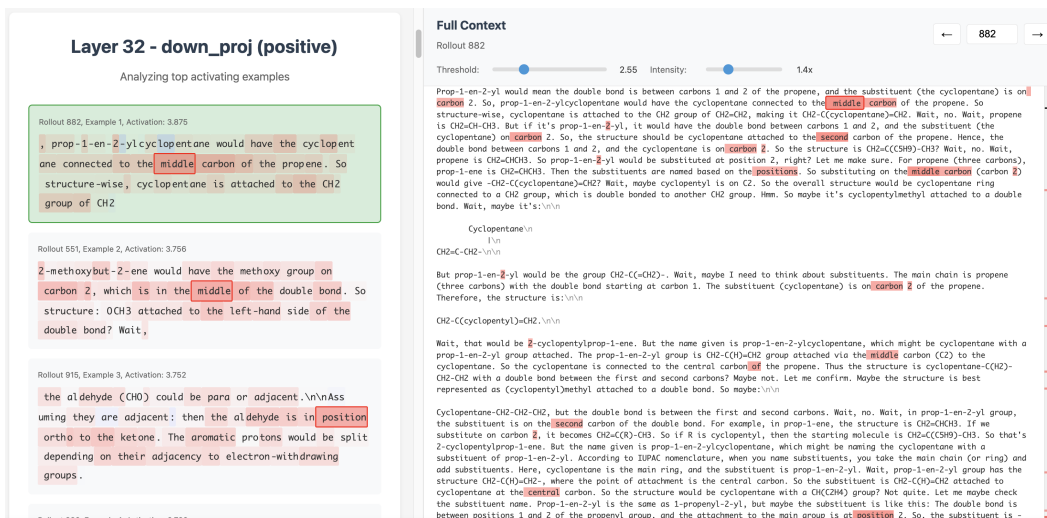 Layer 32 - down_proj (positive)
Analyzing top activating examples
Rollout 882, Example 1, Activation: 3.875
, prop-1-en-2-ylcyclopentane would have the cyclopent
ane connected to the middle carbon of the propene. So
structure-wise, cyclopentane is attached to the CH2
group of CH2
Rollout 551, Example 2, Activation: 3.756
2-methoxybut-2-ene would have the methoxy group on
carbon 2, which is in the middle of the double bond. So
structure: OCH3 attached to the left-hand side of the
double bond? Wait,
Rollout 915, Example 3, Activation: 3.752
the aldehyde (CHO) could be para or adjacent.\n\nAss
uming they are adjacent: then the aldehyde is in position
ortho to the ketone. The aromatic protons would be split
depending on their adjacency to electron-withdrawing
groups.
Full Context
Rollout 882
← 882 →
Threshold: 2.55 Intensity: 1.4x
Prop-1-en-2-yl would mean the double bond is between carbons 1 and 2 of the propene, and the substituent (the cyclopentane) is on
carbon 2. So, prop-1-en-2-ylcyclopentane would have the cyclopentane connected to the middle carbon of the propene. So
structure-wise, cyclopentane is attached to the CH2 group of CH2, making it CH2-C(cyclopentane)=CH2. Wait, no. Wait, propene
is CH2=CH-CH3. But if it's prop-1-en-2-yl, it would have the double bond between carbons 1 and 2, and the substituent (the
cyclopentane) on carbon 2. So, the structure should be cyclopentane attached to the second carbon of the propene. Hence, the
double bond between carbons 1 and 2, and the cyclopentane is on carbon 2. So the structure is CH2=C(C5H9)-CH3? Wait, no. Wait,
propene is CH2=CHCH3. So prop-1-en-2-yl would be substituted at position 2, right? Let me make sure. For propene (three carbons),
prop-1-ene is CH2=CHCH3. Then the substituents are named based on the positions. So substituting on the middle carbon (carbon 2)
would give -CH2-C(cyclopentane)=CH2? Wait, maybe cyclopentyl is on C2. So the overall structure would be cyclopentane ring
connected to a CH2 group, which is double bonded to another CH2 group. Hmm. So maybe it's cyclopentylmethyl attached to a double
bond. Wait, maybe it's:\n\n
Cyclopentane\n
|\n
CH2=C-CH2-\n\n
But prop-1-en-2-yl would be the group CH2-C(=CH2)-. Wait, maybe I need to think about substituents. The main chain is propene
(three carbons) with the double bond starting at carbon 1. The substituent (cyclopentane) is on carbon 2 of the propene.
Therefore, the structure is:\n\n
CH2-C(cyclopentyl)=CH2.\n\n
Wait, that would be 2-cyclopentylprop-1-ene. But the name given is prop-1-en-2-ylcyclopentane, which might be cyclopentane with a
prop-1-en-2-yl group attached. The prop-1-en-2-yl group is CH2-C(H)=CH2 group attached via the middle carbon (C2) to the
cyclopentane. So the cyclopentane is connected to the central carbon of the propene. Thus the structure is cyclopentane-C(H2)-
CH2-CH2 with a double bond between the first and second carbons? Maybe not. Let me confirm. Maybe the structure is best
represented as (cyclopentyl)methyl attached to a double bond. So maybe:\n\n
Cyclopentane-CH2-CH2-CH2, but the double bond is between the first and second carbons. Wait, no. Wait, in prop-1-en-2-yl group,
the substituent is on the second carbon of the double bond. For example, in prop-1-ene, the structure is CH2=CHCH3. If we
substitute on carbon 2, it becomes CH2=C(R)-CH3. So if R is cyclopentyl, then the starting molecule is CH2=C(C5H9)-CH3. So that's
2-cyclopentylprop-1-ene. But the name given is prop-1-en-2-ylcyclopentane, which might be naming the cyclopentane with a
substituent of prop-1-en-2-yl. According to IUPAC nomenclature, when you name substituents, you take the main chain (or ring) and
add substituents. Here, cyclopentane is the main ring, and the substituent is prop-1-en-2-yl. Wait, prop-1-en-2-yl group has the
structure CH2-C(H)=CH2-, where the point of attachment is the central carbon. So the substituent is CH2-C(H)=CH2 attached to
cyclopentane at the central carbon. So the structure would be cyclopentane with a CH(C2H4) group? Not quite. Let me maybe check
the substituent name. Prop-1-en-2-yl is the same as 1-propenyl-2-yl, but maybe the substituent is like this: The double bond is
between positions 1 and 2 of the propenyl group, and the attachment to the main group is at position 2. So, the substituent is -